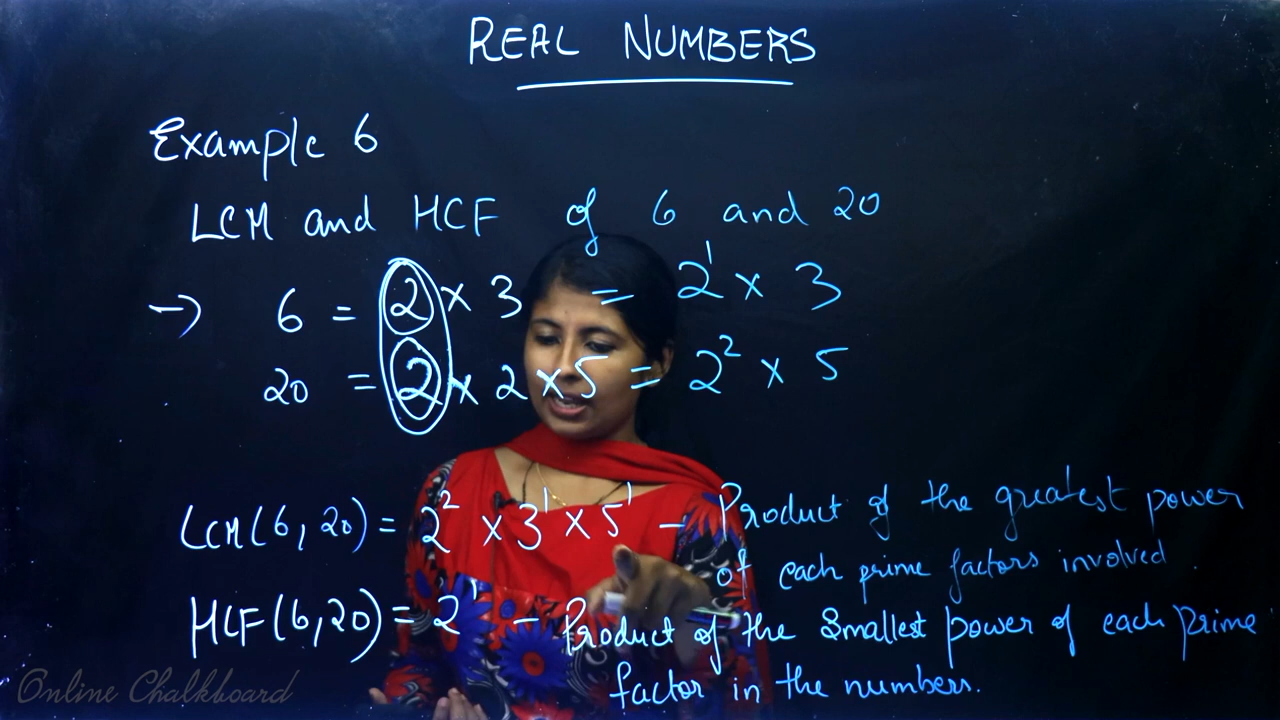 REAL NUMBERS
Example 6
LCM and HCF of 6 and 20
→ 6 = 2 × 3 = 2¹ × 3
20 = 2 × 2 × 5 = 2² × 5
LCM(6, 20) = 2² × 3¹ × 5¹ - Product of the greatest power
of each prime factors involved.
HCF(6,20) = 2¹ - Product of the Smallest power of each prime
factor in the numbers.
Online Chalkboard